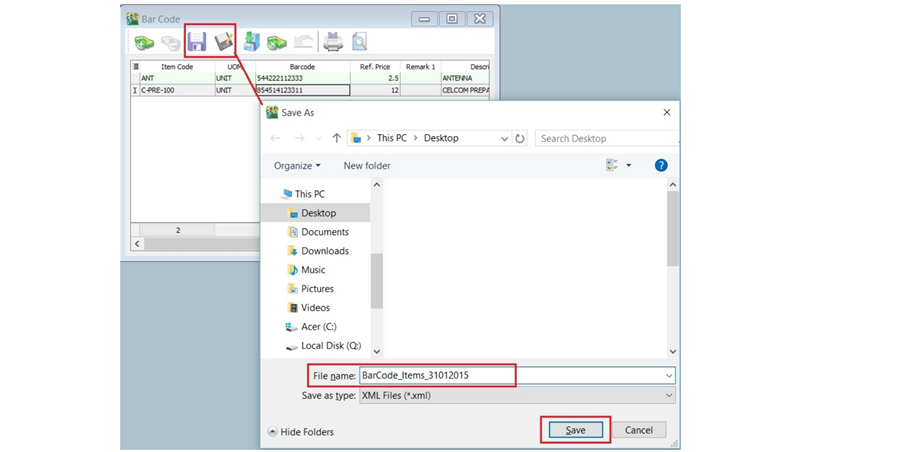 Bar Code
Item Code UOM Barcode Ref. Price Remark 1 Descri
ANT UNIT 544222112333 2.5 ANTENNA
C-PRE-100 UNIT 854514123311 12 CELCOM PREPA
2
Save As
This PC > Desktop
Search Desktop
Organize
New folder
This PC
Desktop
Documents
Downloads
Music
Pictures
Videos
Acer (C:)
Local Disk (Q:)
File name: BarCode_Items_31012015
Save as type: XML Files (*.xml)
Hide Folders
Save
Cancel